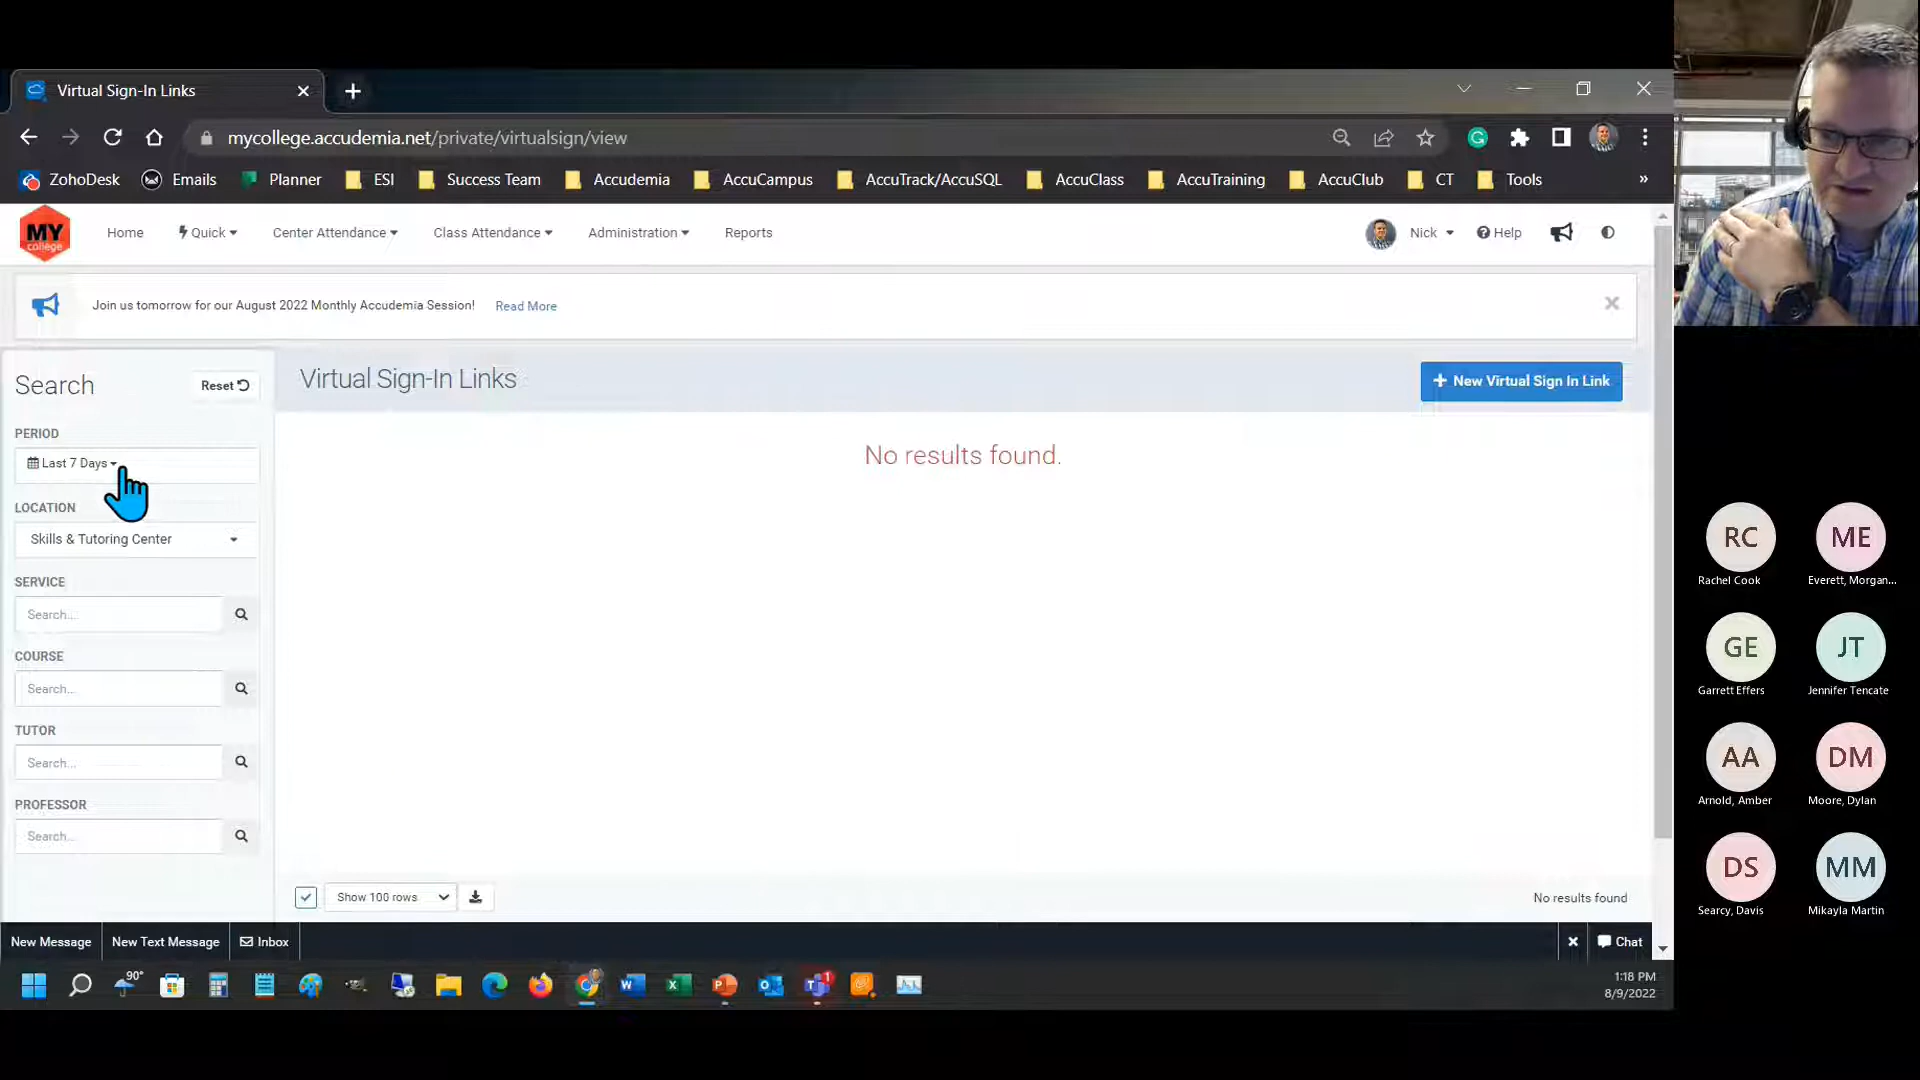 Virtual Sign-In Links
mycollege.accudemia.net/private/virtualsign/view
ZohoDesk Emails Planner ESI Success Team Accudemia AccuCampus AccuTrack/AccuSQL AccuClass AccuTraining AccuClub CT Tools »
MY college Home Quick Center Attendance Class Attendance Administration Reports Nick Help
Join us tomorrow for our August 2022 Monthly Accudemia Session! Read More
Search Reset
Virtual Sign-In Links
+ New Virtual Sign In Link
PERIOD
Last 7 Days
No results found.
LOCATION
Skills & Tutoring Center
SERVICE
Search...
COURSE
Search...
TUTOR
Search...
PROFESSOR
Search...
Show 100 rows
No results found
New Message New Text Message Inbox Chat
90°
1
1:18 PM
8/9/2022
RC ME
Rachel Cook Everett, Morgan...
GE JT
Garrett Effers Jennifer Tencate
AA DM
Arnold, Amber Moore, Dylan
DS MM
Searcy, Davis Mikayla Martin